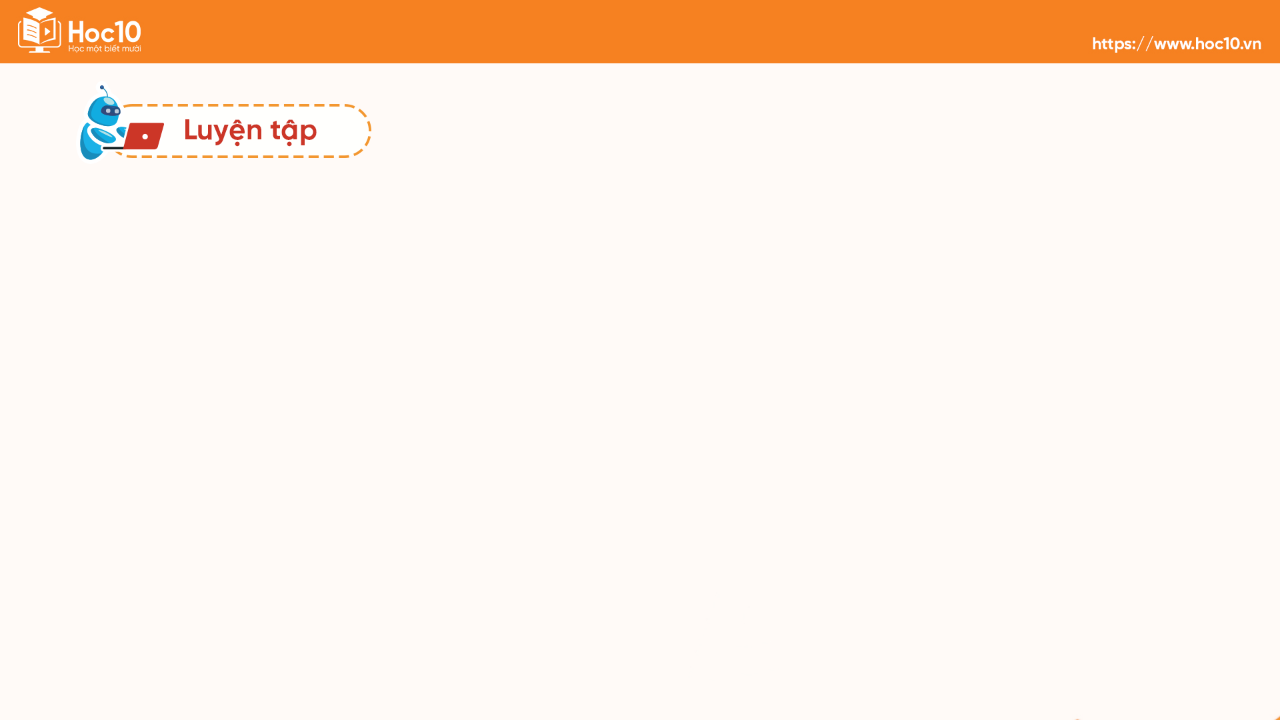 Hoc10
Học một biết mười
https://www.hoc10.vn
Luyện tập